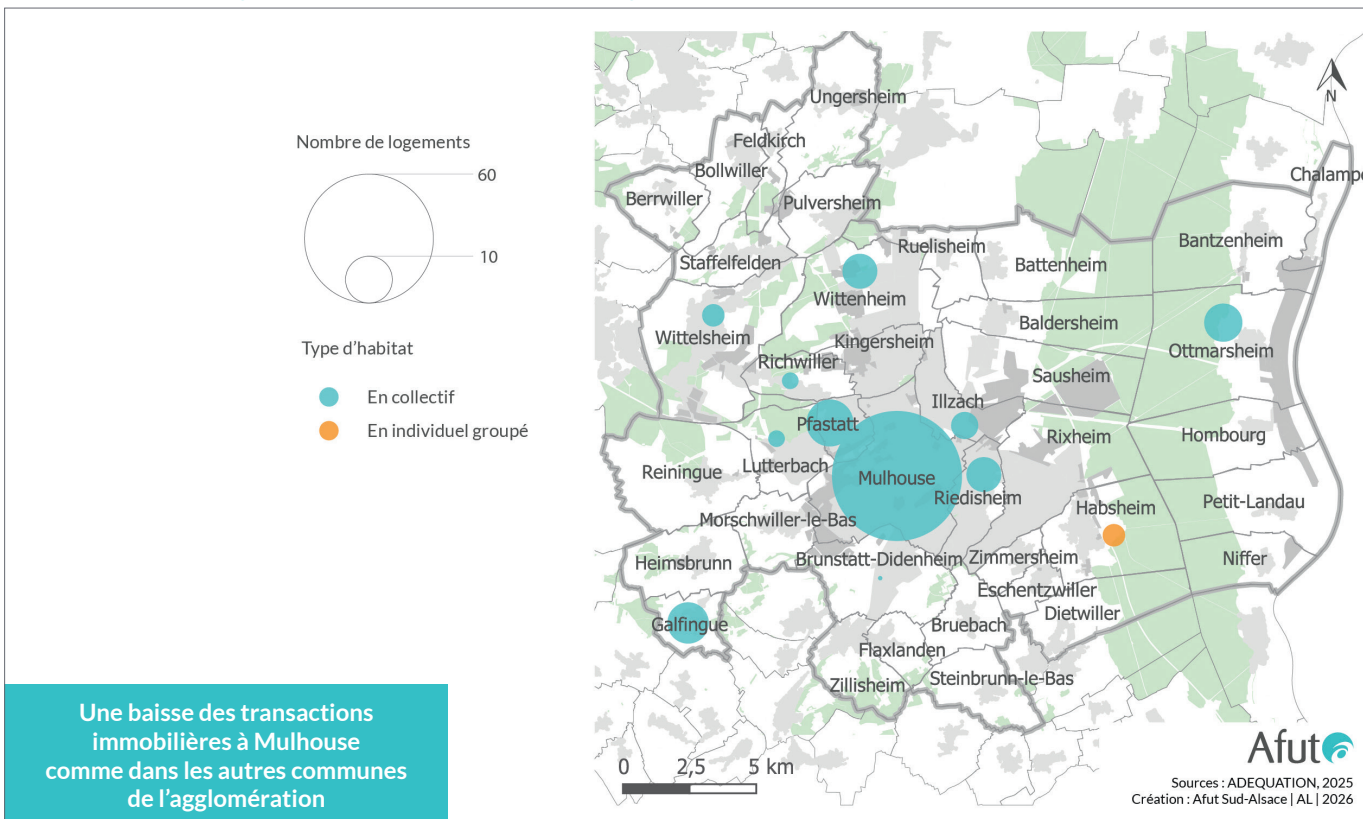 Nombre de logements
60
10
Type d’habitat
En collectif
En individuel groupé
Une baisse des transactions
immobilières à Mulhouse
comme dans les autres communes
de l’agglomération
N
Ungersheim
Feldkirch
Bollwiller
Chalampé
Berrwiller
Pulversheim
Ruelisheim
Bantzenheim
Staffelfelden
Battenheim
Wittenheim
Wittelsheim
Baldersheim
Kingersheim
Ottmarsheim
Richwiller
Sausheim
Illzach
Pfastatt
Rixheim
Hombourg
Reiningue
Lutterbach
Mulhouse
Riedisheim
Petit-Landau
Habsheim
Morschwiller-le-Bas
Heimsbrunn
Brunstatt-Didenheim
Zimmersheim
Niffer
Eschentzwiller
Dietwiller
Galfingue
Bruebach
Flaxlanden
Steinbrunn-le-Bas
Zillisheim
0 2,5 5 km
Afut
Sources : ADEQUATION, 2025
Création : Afut Sud-Alsace | AL | 2026